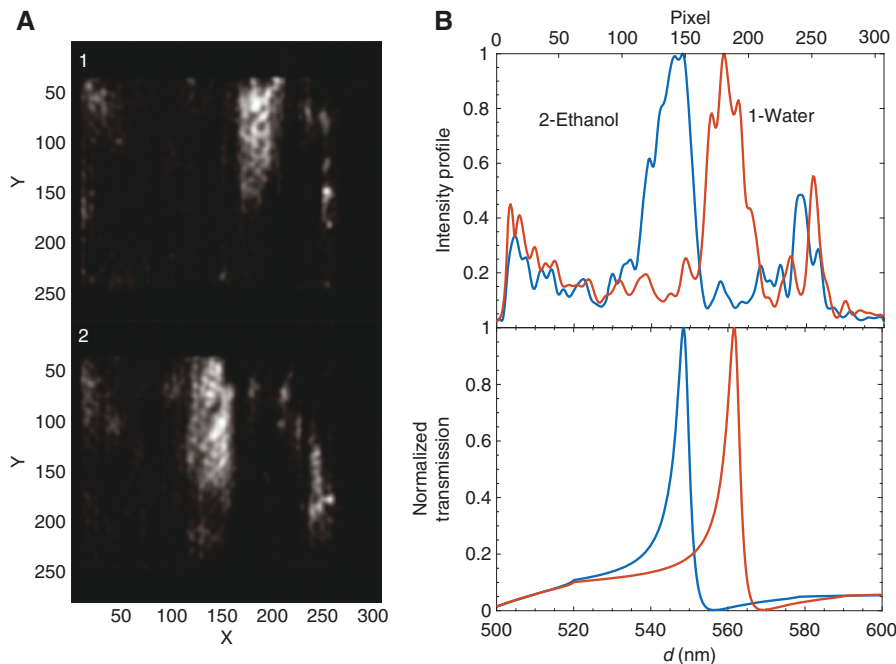 A
1
50
100
150
200
250
Y
2
50
100
150
200
250
Y
50 100 150 200 250 300
X
B
Pixel
0 50 100 150 200 250 300
1
0.8
0.6
0.4
0.2
Intensity profile
2-Ethanol
1-Water
1
0.8
0.6
0.4
0.2
0
Normalized
transmission
500 520 540 560 580 600
d (nm)